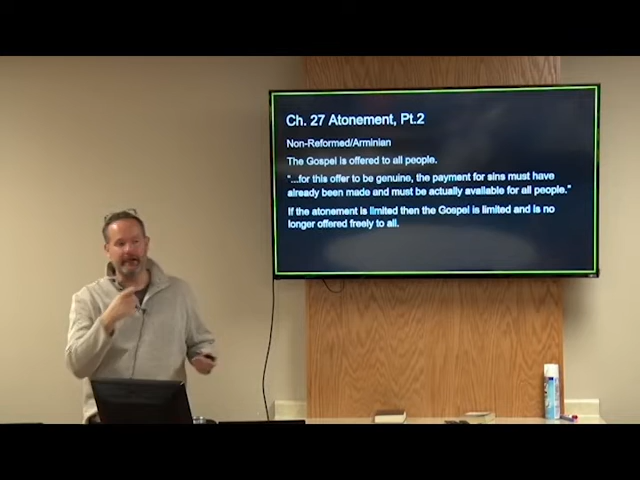 Ch. 27 Atonement, Pt.2
Non-Reformed/Arminian
The Gospel is offered to all people.
"...for this offer to be genuine, the payment for sins must have
already been made and must be actually available for all people."
If the atonement is limited then the Gospel is limited and is no
longer offered freely to all.